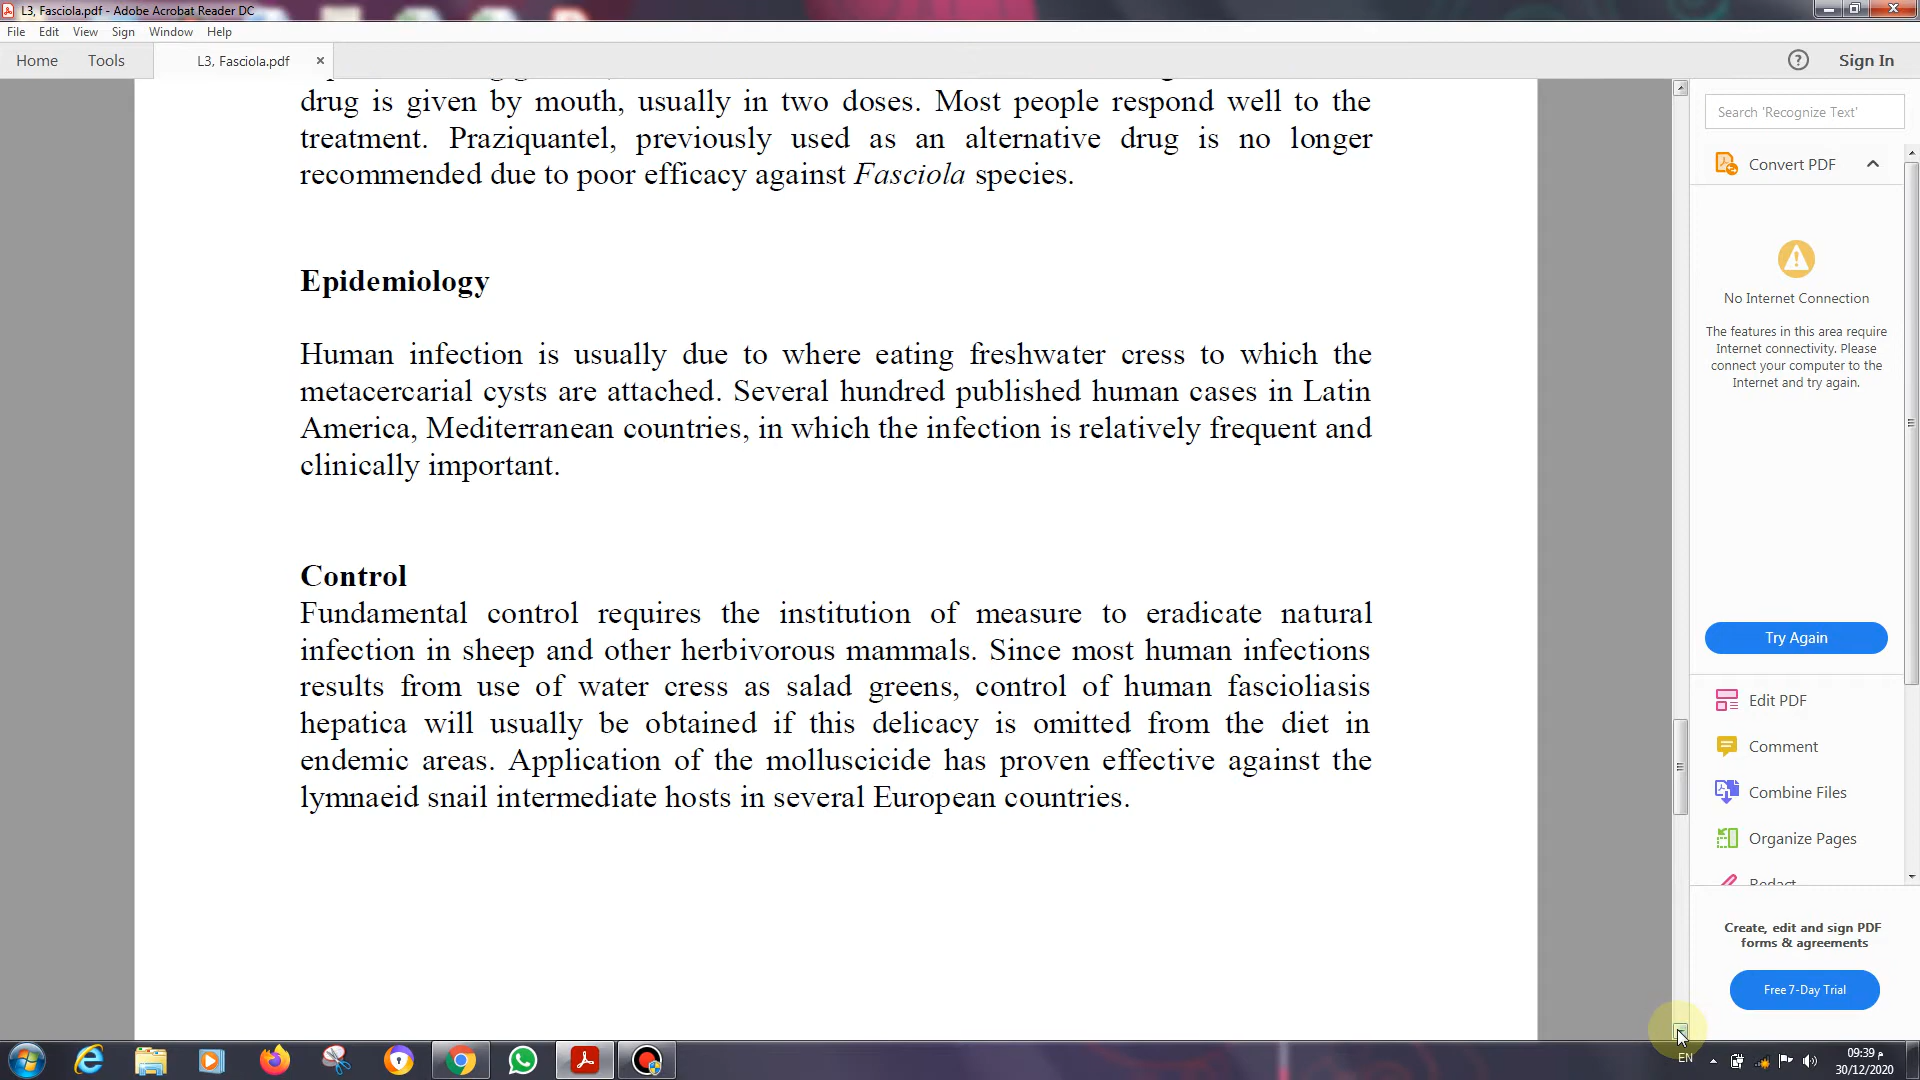 L3, Fasciola.pdf - Adobe Acrobat Reader DC
File Edit View Sign Window Help
Home Tools L3, Fasciola.pdf × ? Sign In
drug is given by mouth, usually in two doses. Most people respond well to the
treatment. Praziquantel, previously used as an alternative drug is no longer
recommended due to poor efficacy against Fasciola species.
Epidemiology
Human infection is usually due to where eating freshwater cress to which the
metacercarial cysts are attached. Several hundred published human cases in Latin
America, Mediterranean countries, in which the infection is relatively frequent and
clinically important.
Control
Fundamental control requires the institution of measure to eradicate natural
infection in sheep and other herbivorous mammals. Since most human infections
results from use of water cress as salad greens, control of human fascioliasis
hepatica will usually be obtained if this delicacy is omitted from the diet in
endemic areas. Application of the molluscicide has proven effective against the
lymnaeid snail intermediate hosts in several European countries.
Search 'Recognize Text'
Convert PDF
No Internet Connection
The features in this area require
Internet connectivity. Please
connect your computer to the
Internet and try again.
Try Again
Edit PDF
Comment
Combine Files
Organize Pages
Redact
Create, edit and sign PDF
forms & agreements
Free 7-Day Trial
EN
09:39 م
30/12/2020